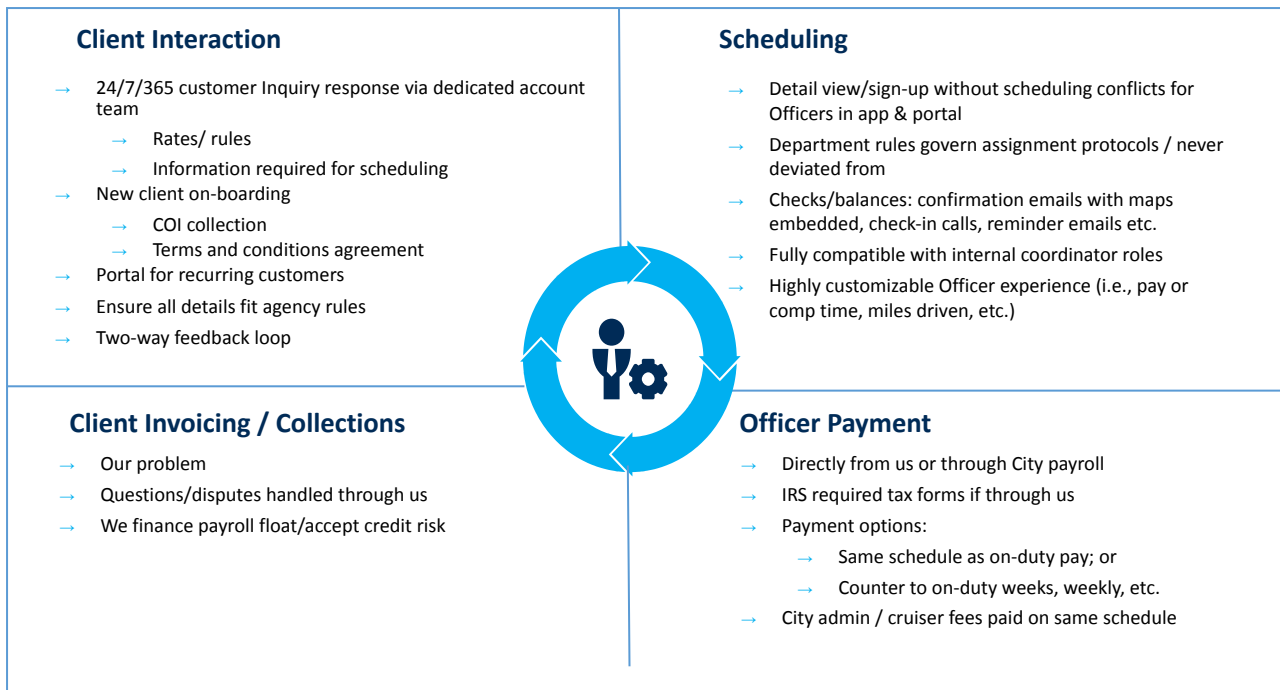 Client Interaction
→ 24/7/365 customer Inquiry response via dedicated account
team
→ Rates/ rules
→ Information required for scheduling
→ New client on-boarding
→ COI collection
→ Terms and conditions agreement
→ Portal for recurring customers
→ Ensure all details fit agency rules
→ Two-way feedback loop
Scheduling
→ Detail view/sign-up without scheduling conflicts for
Officers in app & portal
→ Department rules govern assignment protocols / never
deviated from
→ Checks/balances: confirmation emails with maps
embedded, check-in calls, reminder emails etc.
→ Fully compatible with internal coordinator roles
→ Highly customizable Officer experience (i.e., pay or
comp time, miles driven, etc.)
Client Invoicing / Collections
→ Our problem
→ Questions/disputes handled through us
→ We finance payroll float/accept credit risk
Officer Payment
→ Directly from us or through City payroll
→ IRS required tax forms if through us
→ Payment options:
→ Same schedule as on-duty pay; or
→ Counter to on-duty weeks, weekly, etc.
→ City admin / cruiser fees paid on same schedule